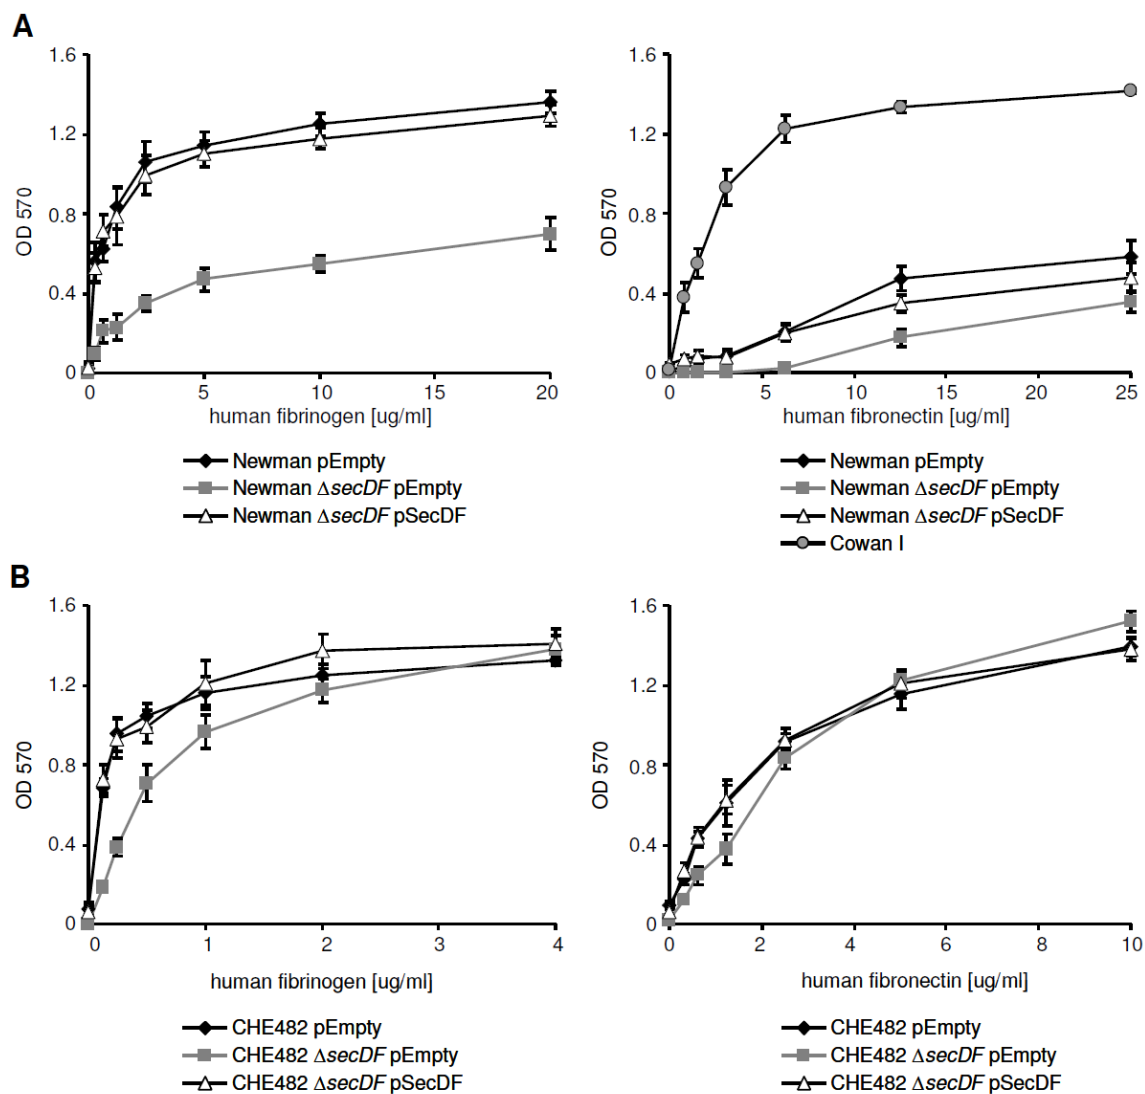 A
1.6
1.2
0.8
0.4
0
OD 570
0 5 10 15 20
human fibrinogen [ug/ml]
Newman pEmpty
Newman ΔsecDF pEmpty
Newman ΔsecDF pSecDF
1.6
1.2
0.8
0.4
0
OD 570
0 5 10 15 20 25
human fibronectin [ug/ml]
Newman pEmpty
Newman ΔsecDF pEmpty
Newman ΔsecDF pSecDF
Cowan I
B
1.6
1.2
0.8
0.4
0
OD 570
0 1 2 3 4
human fibrinogen [ug/ml]
CHE482 pEmpty
CHE482 ΔsecDF pEmpty
CHE482 ΔsecDF pSecDF
1.6
1.2
0.8
0.4
0
OD 570
0 2 4 6 8 10
human fibronectin [ug/ml]
CHE482 pEmpty
CHE482 ΔsecDF pEmpty
CHE482 ΔsecDF pSecDF